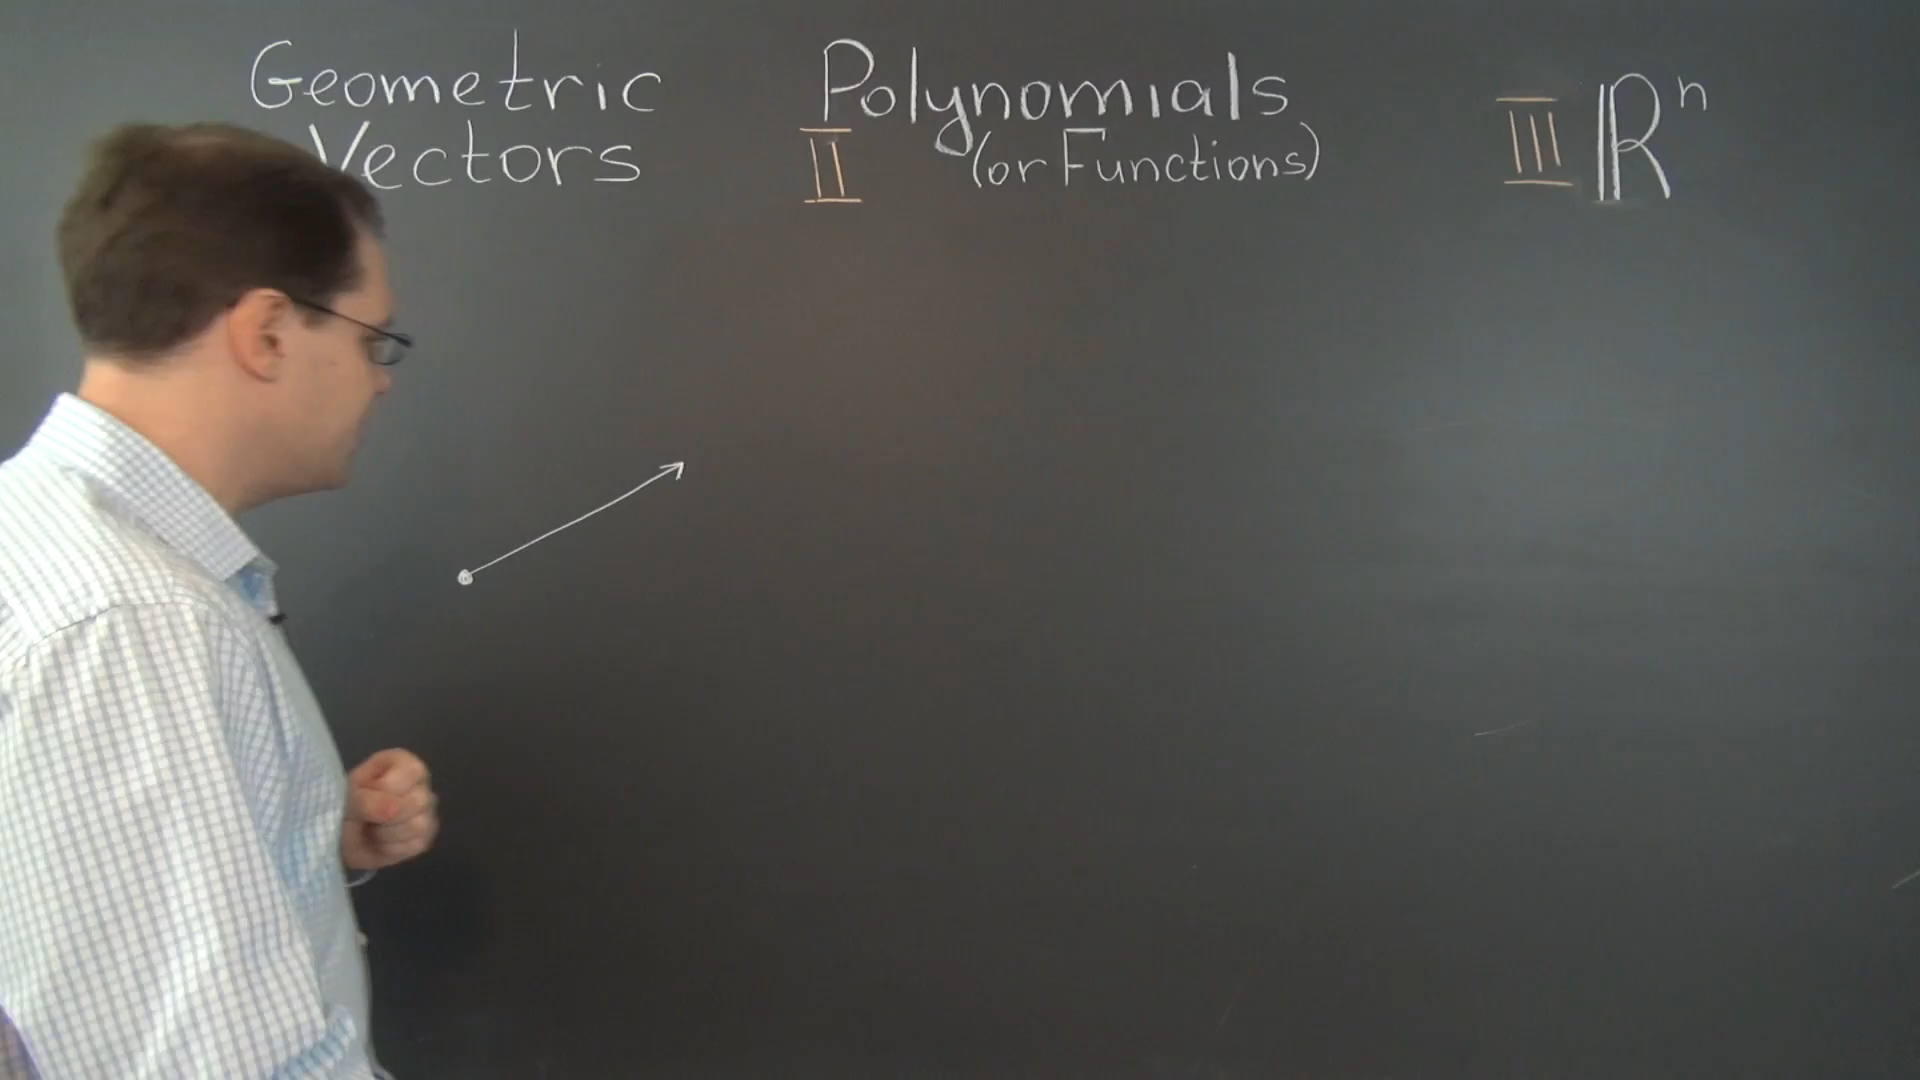 Geometric
Vectors
Polynomials
II (or Functions)
III ℝⁿ